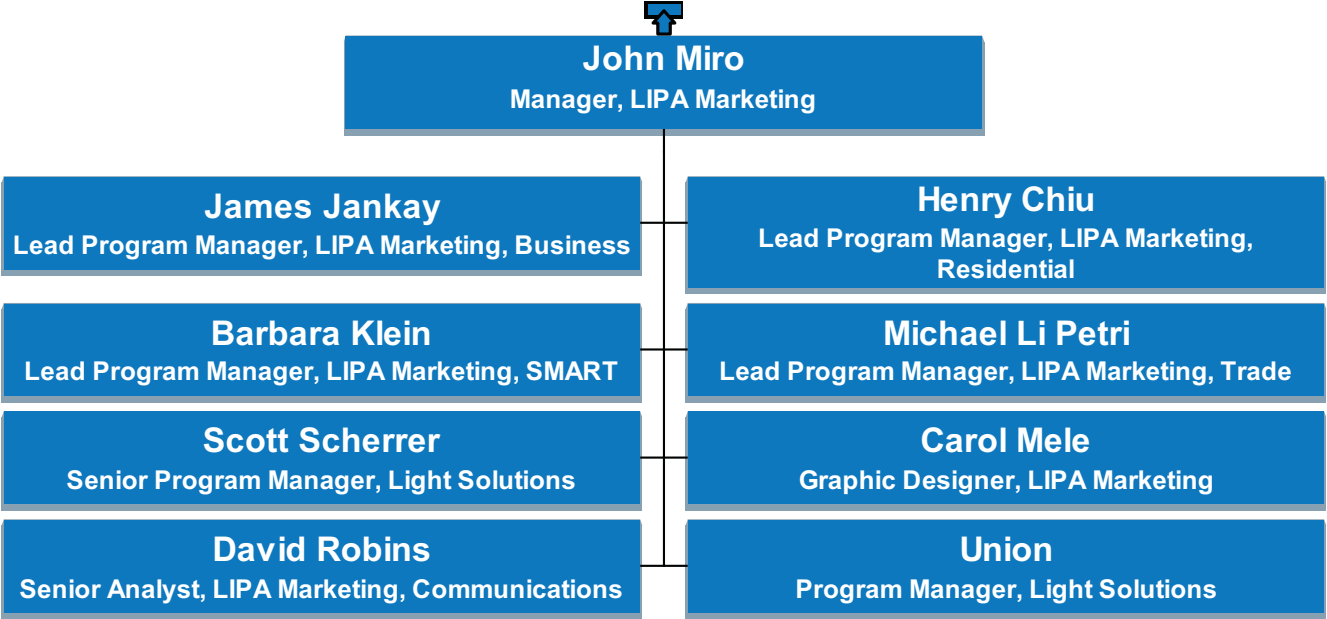 John Miro
Manager, LIPA Marketing
James Jankay
Lead Program Manager, LIPA Marketing, Business
Henry Chiu
Lead Program Manager, LIPA Marketing,
Residential
Barbara Klein
Lead Program Manager, LIPA Marketing, SMART
Michael Li Petri
Lead Program Manager, LIPA Marketing, Trade
Scott Scherrer
Senior Program Manager, Light Solutions
Carol Mele
Graphic Designer, LIPA Marketing
David Robins
Senior Analyst, LIPA Marketing, Communications
Union
Program Manager, Light Solutions